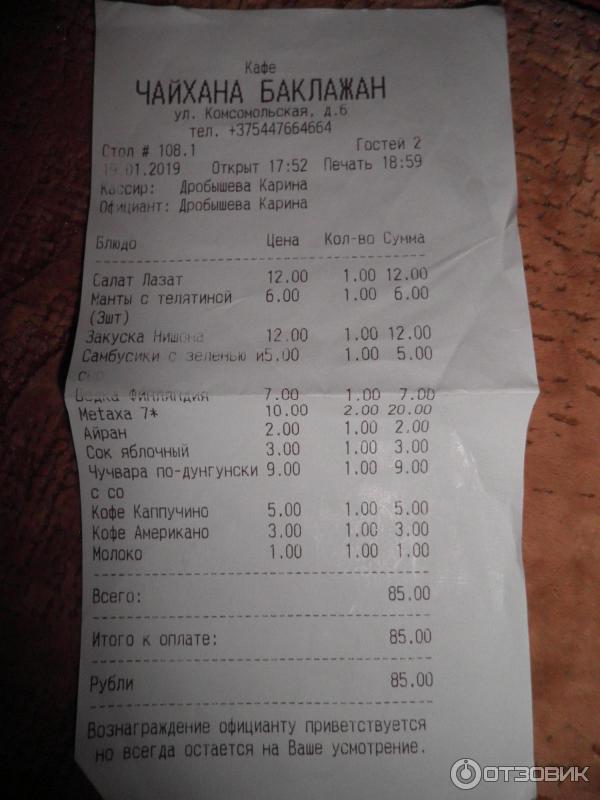 Кафе
ЧАЙХАНА БАКЛАЖАН
ул. Комсомольская, д.6
тел. +375447664664
Стол # 108.1 Гостей 2
19.01.2019 Открыт 17:52 Печать 18:59
Кассир: Дробышева Карина
Официант: Дробышева Карина
Блюдо Цена Кол-во Сумма
Салат Лазат 12.00 1.00 12.00
Манты с телятиной 6.00 1.00 6.00
(3шт)
Закуска Нишона 12.00 1.00 12.00
Самбусики с зеленью и5.00 1.00 5.00
сыр
Водка Финляндия 7.00 1.00 7.00
Metaxa 7* 10.00 2.00 20.00
Айран 2.00 1.00 2.00
Сок яблочный 3.00 1.00 3.00
Чучвара по-дунгунски 9.00 1.00 9.00
с со
Кофе Каппучино 5.00 1.00 5.00
Кофе Американо 3.00 1.00 3.00
Молоко 1.00 1.00 1.00
Всего: 85.00
Итого к оплате: 85.00
Рубли 85.00
Вознаграждение официанту приветствуется
но всегда остается на Ваше усмотрение.
ОТЗОВИК